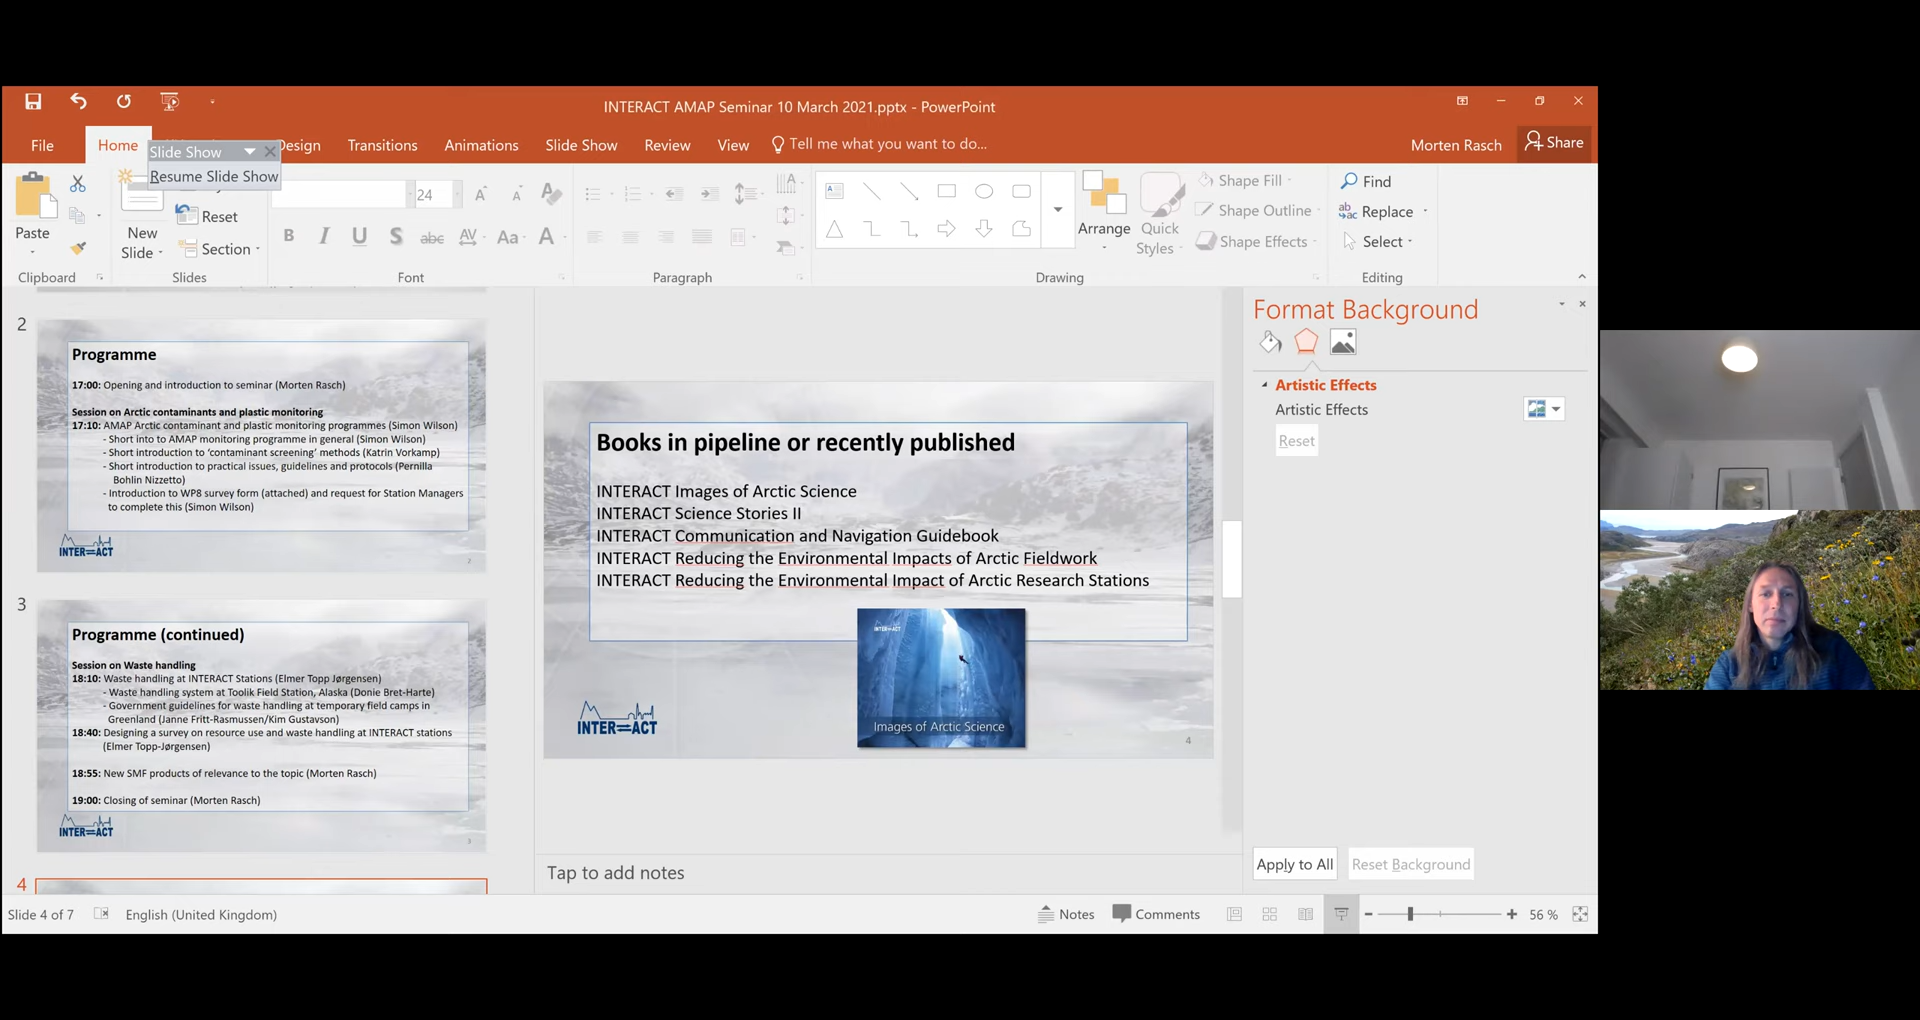 INTERACT AMAP Seminar 10 March 2021.pptx - PowerPoint
File
Home
Design
Transitions
Animations
Slide Show
Review
View
Tell me what you want to do...
Morten Rasch
Share
Slide Show
Resume Slide Show
Paste
Clipboard
New
Slide
Reset
Section
Slides
24
B
I
U
S
abc
AV
Aa
A
Font
Paragraph
Arrange
Quick
Styles
Shape Fill
Shape Outline
Shape Effects
Drawing
Find
Replace
Select
Editing
2
Programme
17:00: Opening and introduction to seminar (Morten Rasch)
Session on Arctic contaminants and plastic monitoring
17:10: AMAP Arctic contaminant and plastic monitoring programmes (Simon Wilson)
- Short into to AMAP monitoring programme in general (Simon Wilson)
- Short introduction to ‘contaminant screening’ methods (Katrin Vorkamp)
- Short introduction to practical issues, guidelines and protocols (Pernilla
Bohlin Nizzetto)
- Introduction to WP8 survey form (attached) and request for Station Managers
to complete this (Simon Wilson)
INTERACT
2
3
Programme (continued)
Session on Waste handling
18:10: Waste handling at INTERACT Stations (Elmer Topp Jørgensen)
- Waste handling system at Toolik Field Station, Alaska (Donie Bret-Harte)
- Government guidelines for waste handling at temporary field camps in
Greenland (Janne Fritt-Rasmussen/Kim Gustavson)
18:40: Designing a survey on resource use and waste handling at INTERACT stations
(Elmer Topp-Jørgensen)
18:55: New SMF products of relevance to the topic (Morten Rasch)
19:00: Closing of seminar (Morten Rasch)
INTERACT
3
4
Books in pipeline or recently published
INTERACT Images of Arctic Science
INTERACT Science Stories II
INTERACT Communication and Navigation Guidebook
INTERACT Reducing the Environmental Impacts of Arctic Fieldwork
INTERACT Reducing the Environmental Impact of Arctic Research Stations
INTERACT
Images of Arctic Science
INTERACT
4
Tap to add notes
Format Background
Artistic Effects
Artistic Effects
Reset
Apply to All
Reset Background
Slide 4 of 7
English (United Kingdom)
Notes
Comments
56 %